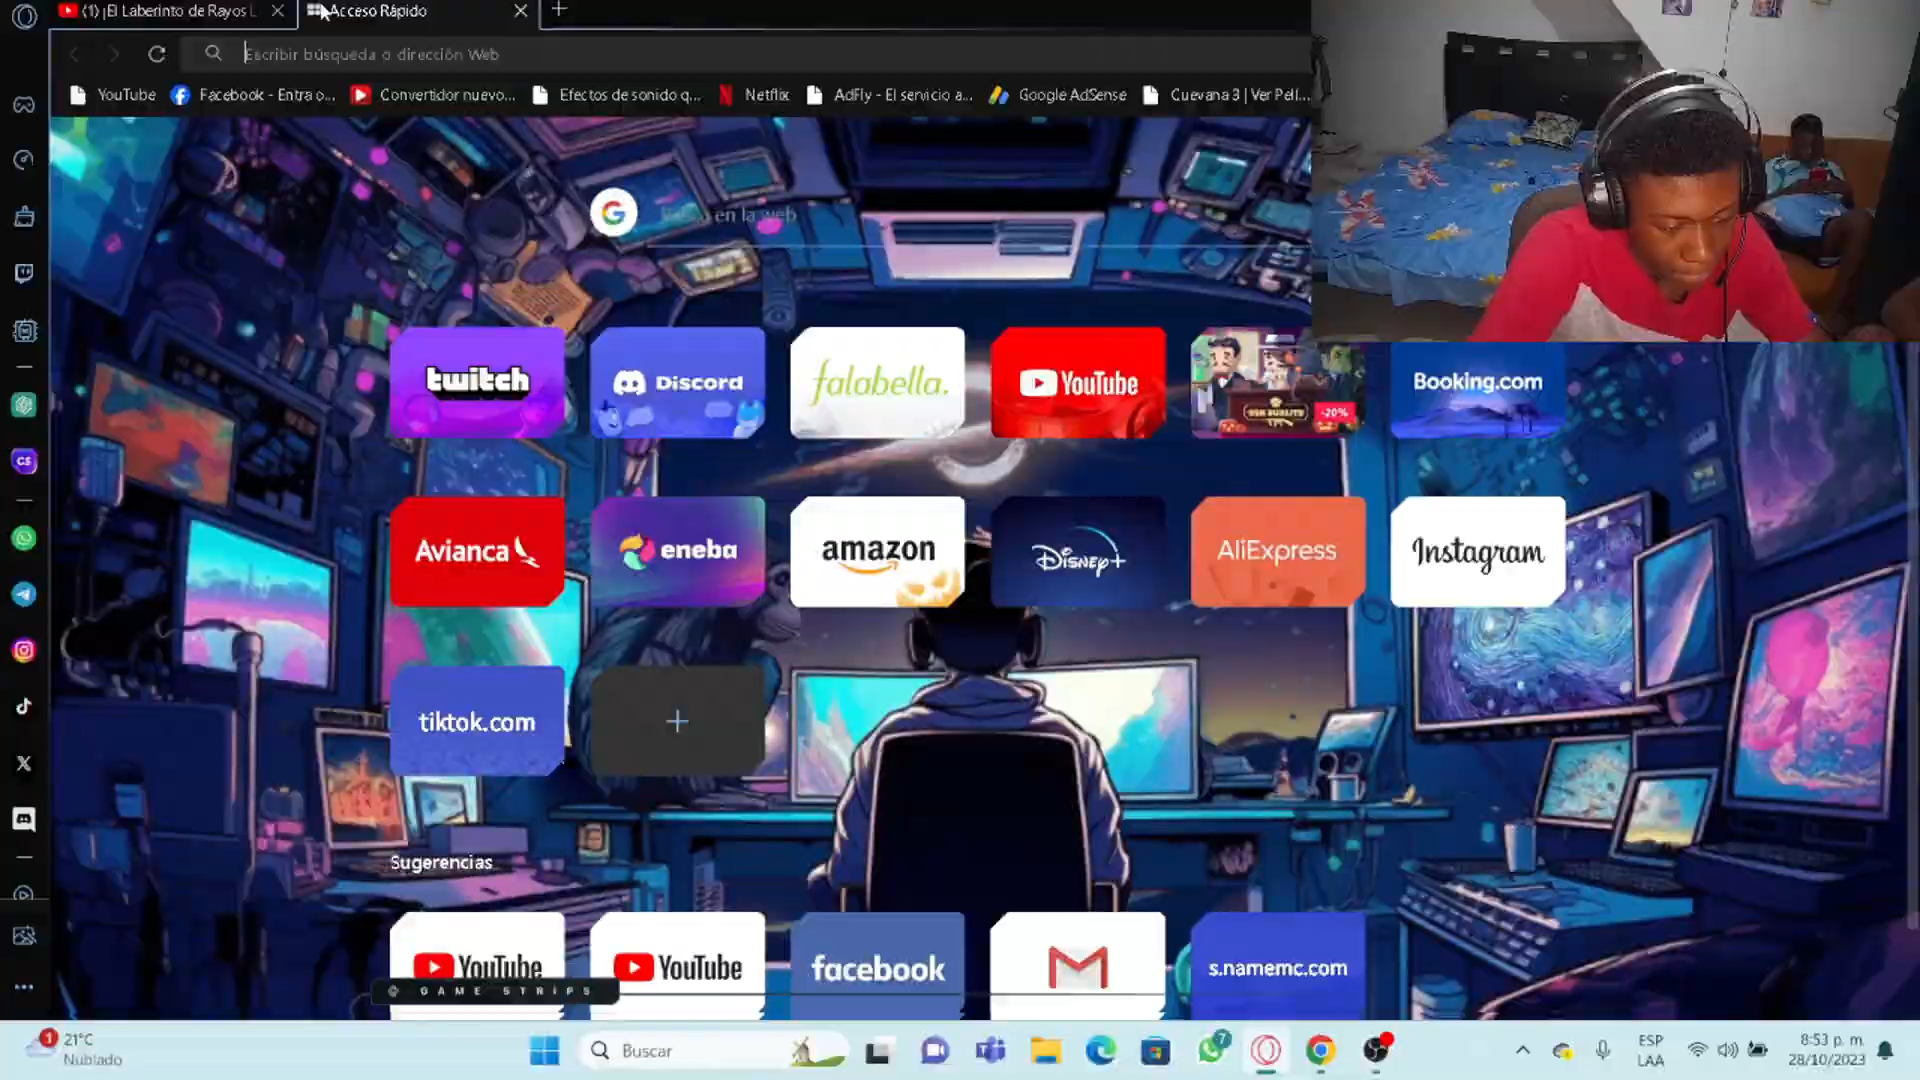 (1) ¡El Laberinto de Rayos L
Acceso Rápido
Escribir búsqueda o dirección Web
YouTube
Facebook - Entra o...
Convertidor nuevo...
Efectos de sonido q...
Netflix
AdFly - El servicio a...
Google AdSense
Cuevana 3 | Ver Pelí...
en la web
twitch
Discord
falabella.
YouTube
-20%
Booking.com
Avianca
eneba
amazon
Disney+
AliExpress
Instagram
tiktok.com
Sugerencias
YouTube
YouTube
facebook
s.namemc.com
GAME STRIPS
1
21°C
Nublado
Buscar
7
ESP
LAA
8:53 p. m.
28/10/2023